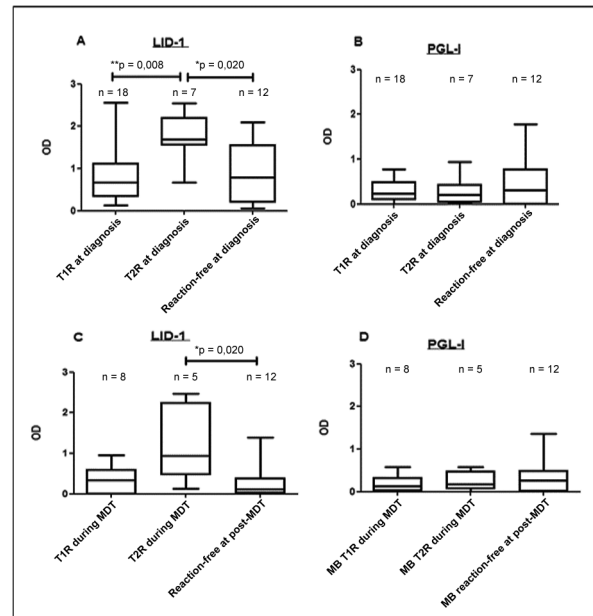 A
LID-1
**p = 0,008
*p = 0,020
n = 18
n = 7
n = 12
3
2
1
0
OD
T1R at diagnosis
T2R at diagnosis
Reaction-free at diagnosis
B
PGL-I
n = 18
n = 7
n = 12
3
2
1
0
OD
T1R at diagnosis
T2R at diagnosis
Reaction-free at diagnosis
C
LID-1
*p = 0,020
n = 8
n = 5
n = 12
3
2
1
0
OD
T1R during MDT
T2R during MDT
Reaction-free at post-MDT
D
PGL-I
n = 8
n = 5
n = 12
3
2
1
0
OD
MB T1R during MDT
MB T2R during MDT
MB reaction-free at post-MDT